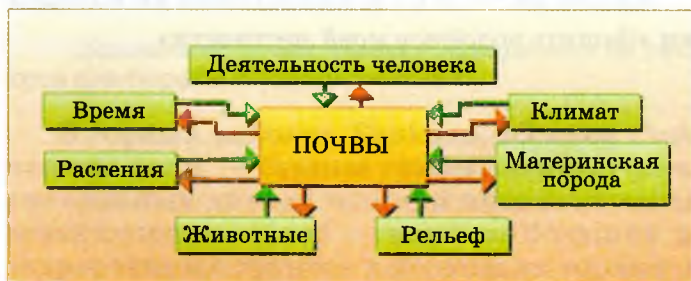 Деятельность человека
Время
Климат
ПОЧВЫ
Растения
Материнская
порода
Животные
Рельеф